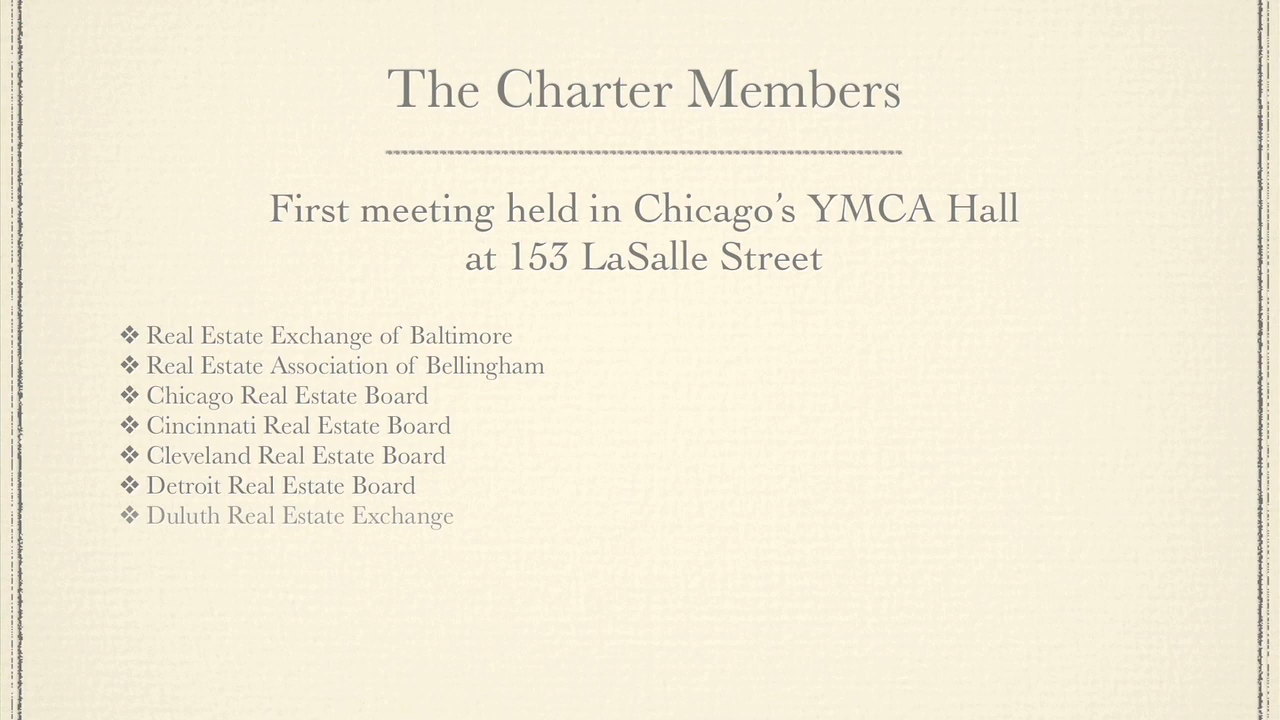 The Charter Members
First meeting held in Chicago’s YMCA Hall
at 153 LaSalle Street
❖ Real Estate Exchange of Baltimore
❖ Real Estate Association of Bellingham
❖ Chicago Real Estate Board
❖ Cincinnati Real Estate Board
❖ Cleveland Real Estate Board
❖ Detroit Real Estate Board
❖ Duluth Real Estate Exchange